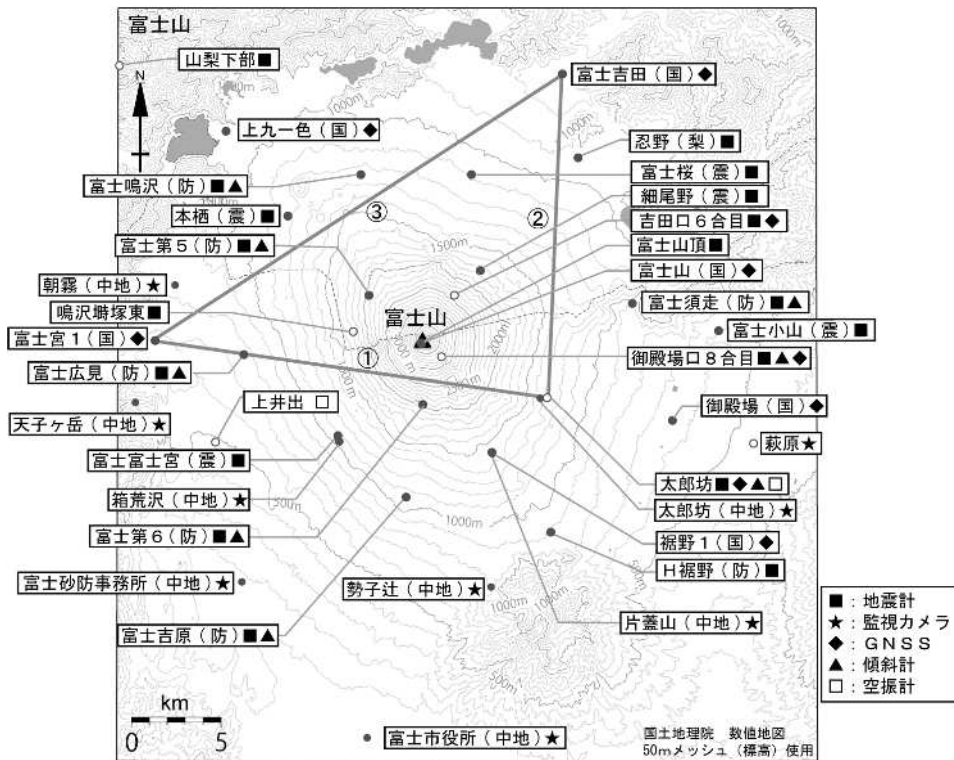 富士山
山梨下部■
N
1000m
1000m
富士吉田（国）◆
上九一色（国）◆
1000m
忍野（梨）■
富士鳴沢（防）■▲
富士桜（震）■
細尾野（震）■
③
②
吉田口６合目■◆
本栖（震）■
富士第５（防）■▲
1500m
富士山頂■
富士山（国）◆
朝霧（中地）★
富士須走（防）■▲
鳴沢塒塚東■
富士山
富士小山（震）■
富士宮１（国）◆
2000m
御殿場口８合目■▲◆
富士広見（防）■▲
①
天子ヶ岳（中地）★
上井出 □
御殿場（国）◆
萩原★
富士富士宮（震）■
太郎坊■◆▲□
箱荒沢（中地）★
500m
太郎坊（中地）★
1000m
富士第６（防）■▲
裾野１（国）◆
Ｈ裾野（防）■
富士砂防事務所（中地）★
勢子辻（中地）★
1000m
片蓋山（中地）★
富士吉原（防）■▲
500m
■：地震計
★：監視カメラ
◆：ＧＮＳＳ
▲：傾斜計
□：空振計
km
0 5
富士市役所（中地）★
国土地理院 数値地図
50mメッシュ（標高）使用